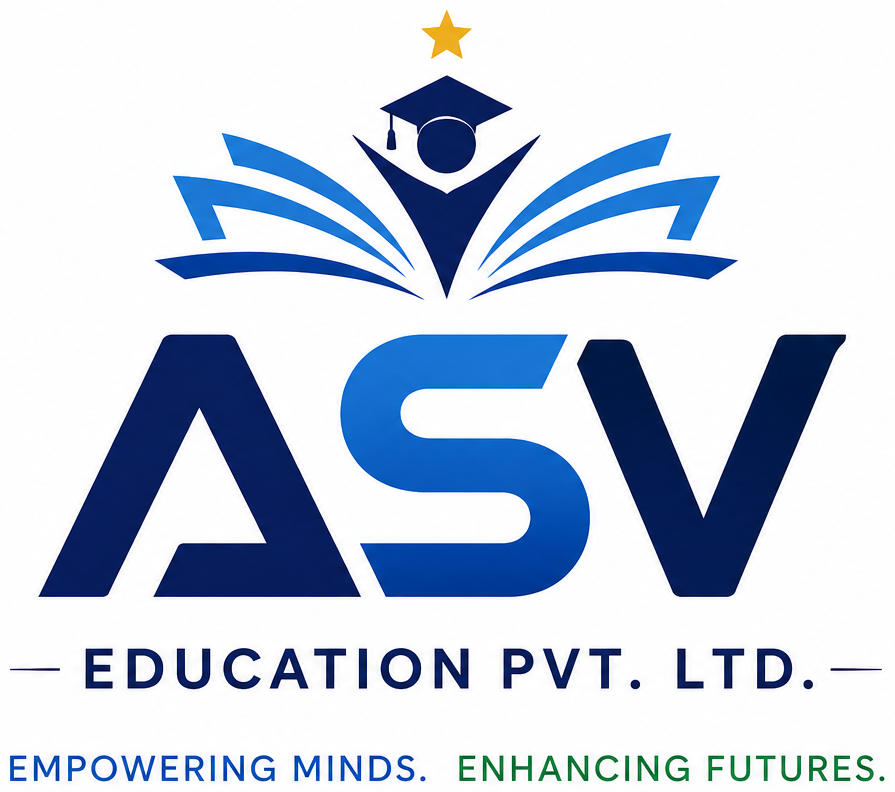 ASV
EDUCATION PVT. LTD.
EMPOWERING MINDS. ENHANCING FUTURES.